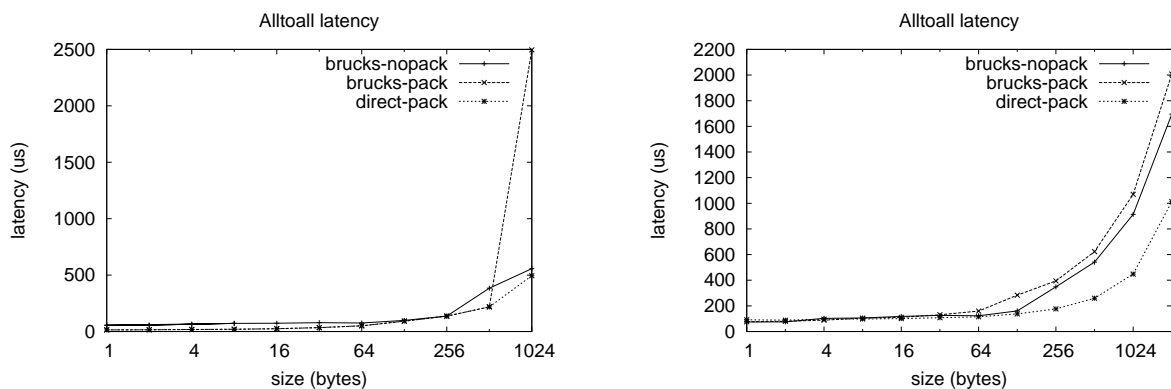 Alltoall latency
2500
2000
1500
1000
500
0
latency (us)
brucks-nopack
brucks-pack
direct-pack
1 4 16 64 256 1024
size (bytes)
Alltoall latency
2200
2000
1800
1600
1400
1200
1000
800
600
400
200
0
latency (us)
brucks-nopack
brucks-pack
direct-pack
1 4 16 64 256 1024
size (bytes)